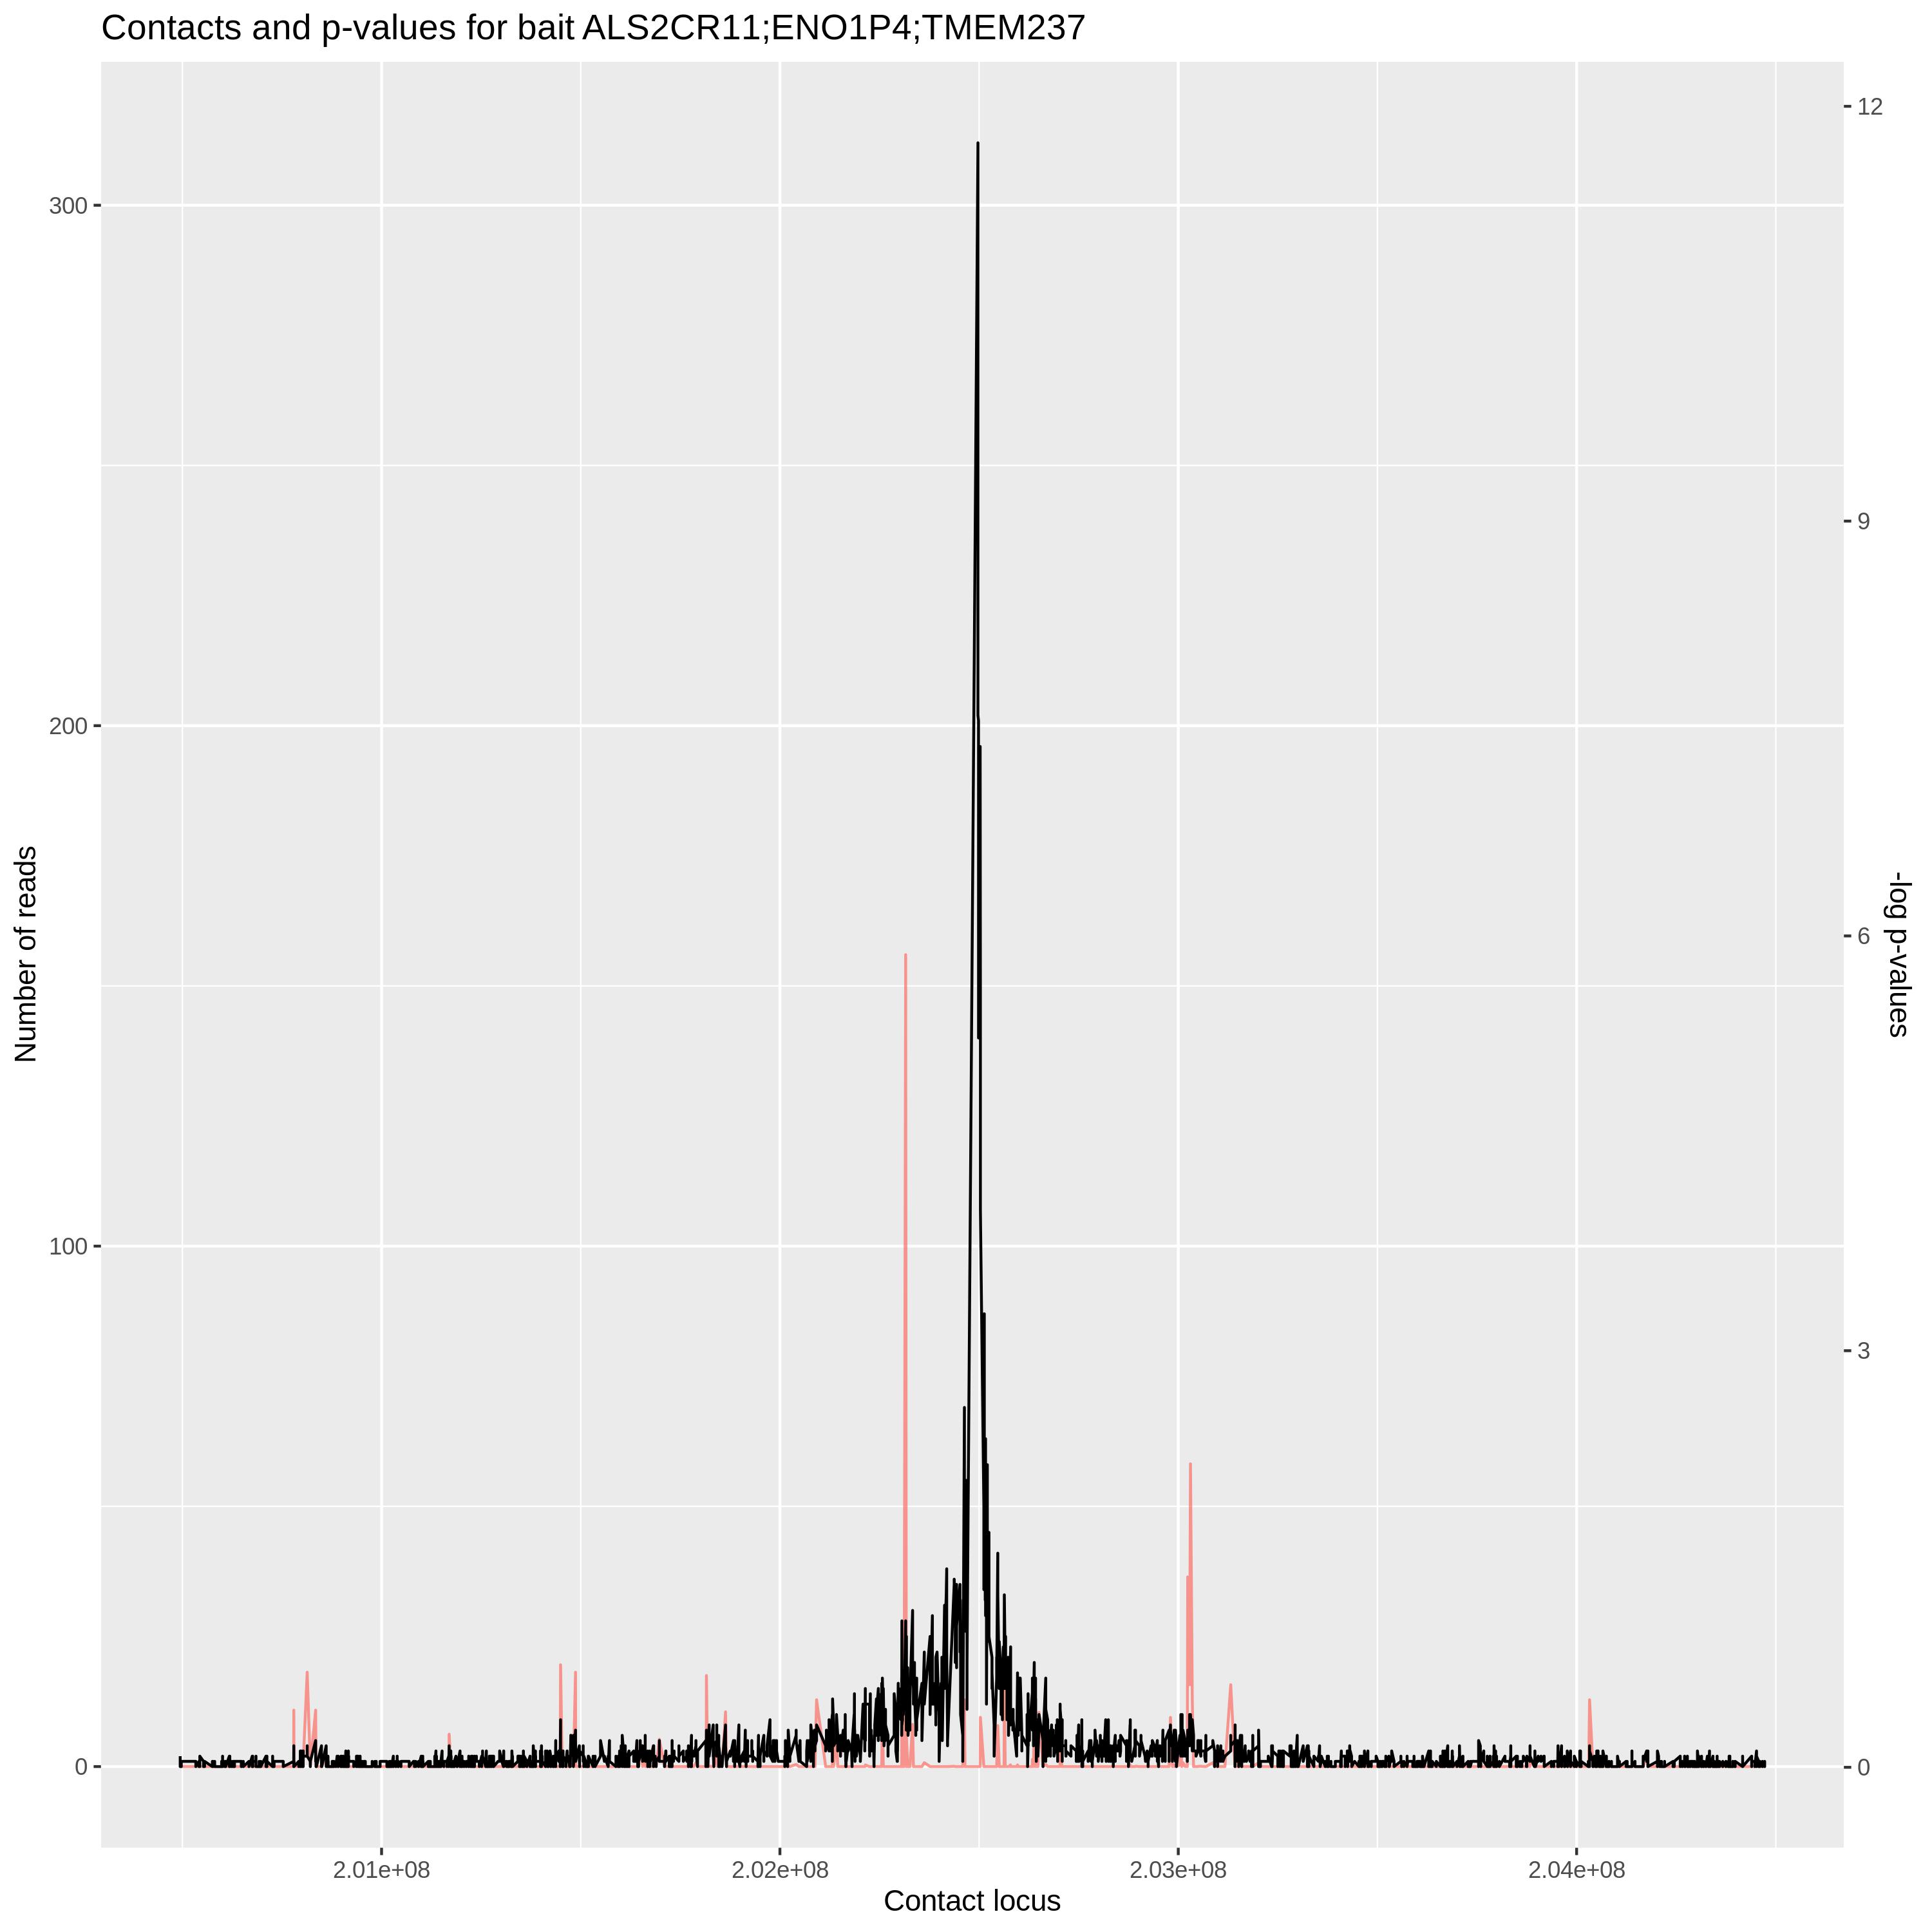 Contacts and p-values for bait ALS2CR11;ENO1P4;TMEM237
12
300
9
200
Number of reads
-log p-values
6
100
3
0
0
2.01e+08
2.02e+08
2.03e+08
2.04e+08
Contact locus